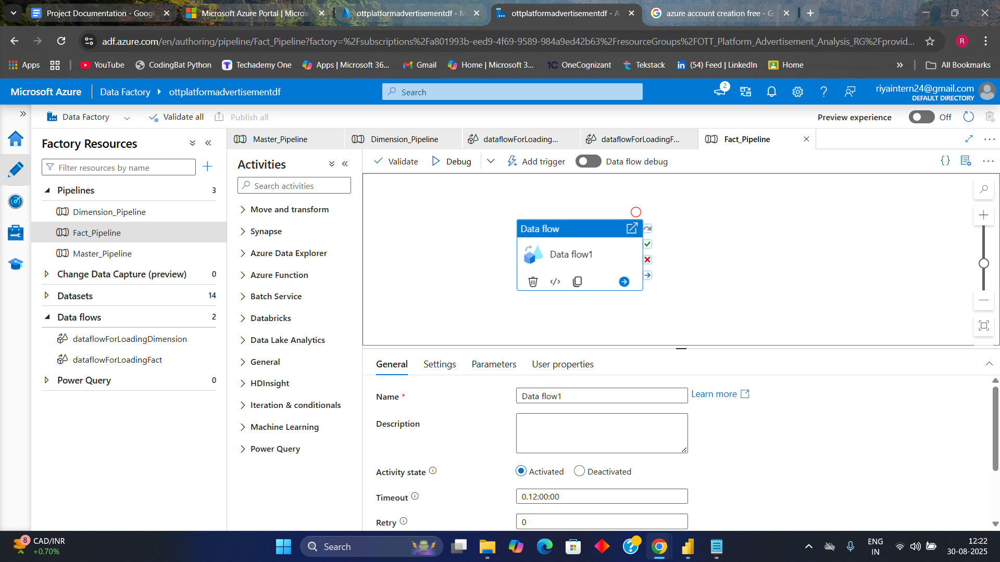 Project Documentation - Googl
Microsoft Azure Portal | Micros
ottplatformadvertisementdf - M
ottplatformadvertisementdf - A
azure account creation free - G
adf.azure.com/en/authoring/pipeline/Fact_Pipeline?factory=%2Fsubscriptions%2Fa801993b-eed9-4f69-9589-984a9ed42b63%2FresourceGroups%2FOTT_Platform_Advertisement_Analysis_RG%2Fprovid...
R
Apps
YouTube
CodingBat Python
Techademy One
Apps | Microsoft 36...
Gmail
Home | Microsoft 3...
1C OneCognizant
Tekstack
(54) Feed | LinkedIn
Home
All Bookmarks
Microsoft Azure
Data Factory
ottplatformadvertisementdf
Search
2
riyaintern24@gmail.com
DEFAULT DIRECTORY
Data Factory
Validate all
Publish all
Preview experience
Off
Factory Resources
Filter resources by name
Pipelines 3
Dimension_Pipeline
Fact_Pipeline
Master_Pipeline
Change Data Capture (preview) 0
Datasets 14
Data flows 2
dataflowForLoadingDimension
dataflowForLoadingFact
Power Query 0
Master_Pipeline
Dimension_Pipeline
dataflowForLoading...
dataflowForLoadingF...
Fact_Pipeline
Activities
Search activities
Move and transform
Synapse
Azure Data Explorer
Azure Function
Batch Service
Databricks
Data Lake Analytics
General
HDInsight
Iteration & conditionals
Machine Learning
Power Query
Validate
Debug
Add trigger
Data flow debug
Data flow
Data flow1
General
Settings
Parameters
User properties
Name *
Data flow1
Learn more
Description
Activity state
Activated
Deactivated
Timeout
0.12:00:00
Retry
0
8
CAD/INR
+0.70%
Search
ENG
IN
12:22
30-08-2025